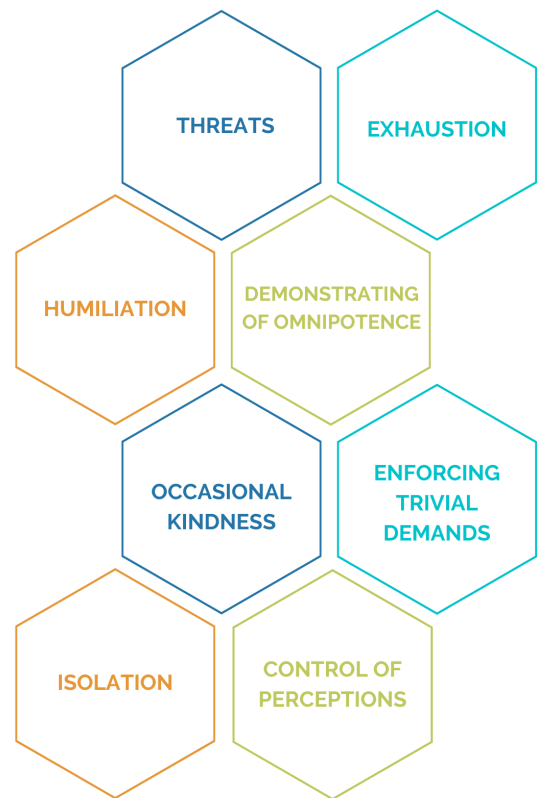 THREATS
EXHAUSTION
HUMILIATION
DEMONSTRATING
OF OMNIPOTENCE
OCCASIONAL
KINDNESS
ENFORCING
TRIVIAL
DEMANDS
ISOLATION
CONTROL OF
PERCEPTIONS